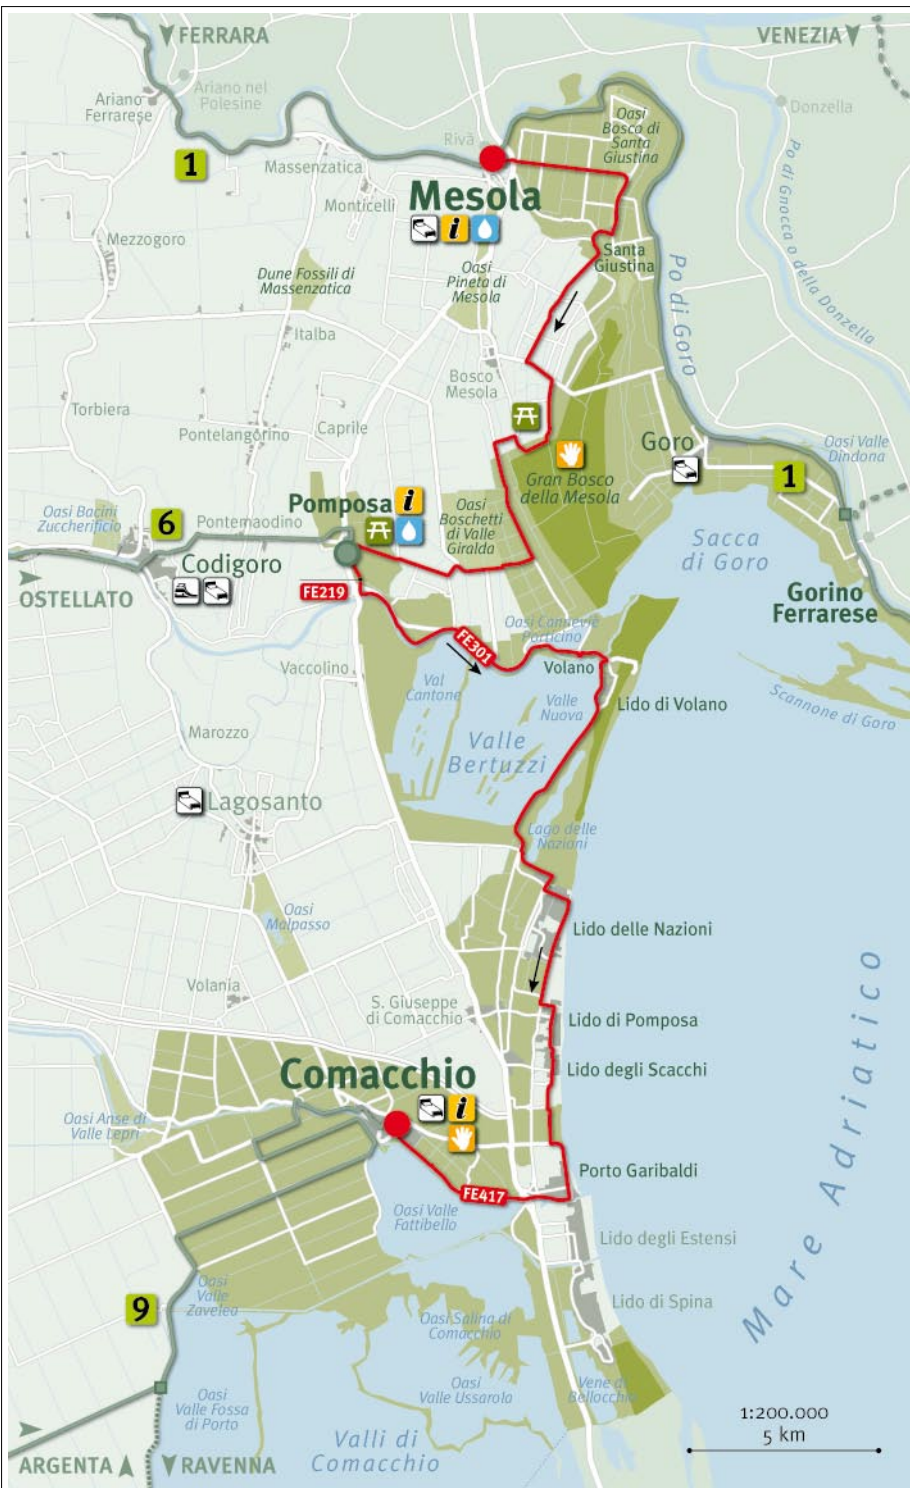 FERRARA
VENEZIA
Ariano nel
Polesine
Ariano
Ferrarese
Donzella
Oasi
Bosco di
Santa
Giustina
Rivà
1
Massenzatica
Mesola
Monticelli
i
Po di Gnocca o della Donzella
Mezzogoro
Santa
Giustina
Po di Goro
Oasi
Pineta di
Mesola
Dune Fossili di
Massenzatica
Italba
Bosco
Mesola
Torbiera
Caprile
Pontelangorino
Goro
Oasi Valle
Dindona
1
Gran Bosco
della Mesola
Pomposa
i
Oasi
Boschetti
di Valle
Giralda
Oasi Bacini
Zuccherificio
6
Pontemaodino
Sacca
di Goro
Codigoro
OSTELLATO
FE219
Gorino
Ferrarese
Oasi Cannevie
Porticino
FE301
Vaccolino
Volano
Val
Cantone
Valle
Nuova
Lido di Volano
Scannone di Goro
Marozzo
Valle
Bertuzzi
Lagosanto
Lago delle
Nazioni
Oasi
Malpasso
Lido delle Nazioni
Volania
S. Giuseppe
di Comacchio
Lido di Pomposa
Lido degli Scacchi
Comacchio
i
Mare Adriatico
Oasi Anse di
Valle Lepri
Porto Garibaldi
FE417
Oasi Valle
Fattibello
Lido degli Estensi
Oasi
Valle
Zavelea
9
Lido di Spina
Oasi Salina di
Comacchio
Oasi
Valle Ussarola
Vene di
Bellocchio
Oasi
Valle Fossa
di Porto
1:200.000
5 km
Valli di
Comacchio
ARGENTA
RAVENNA